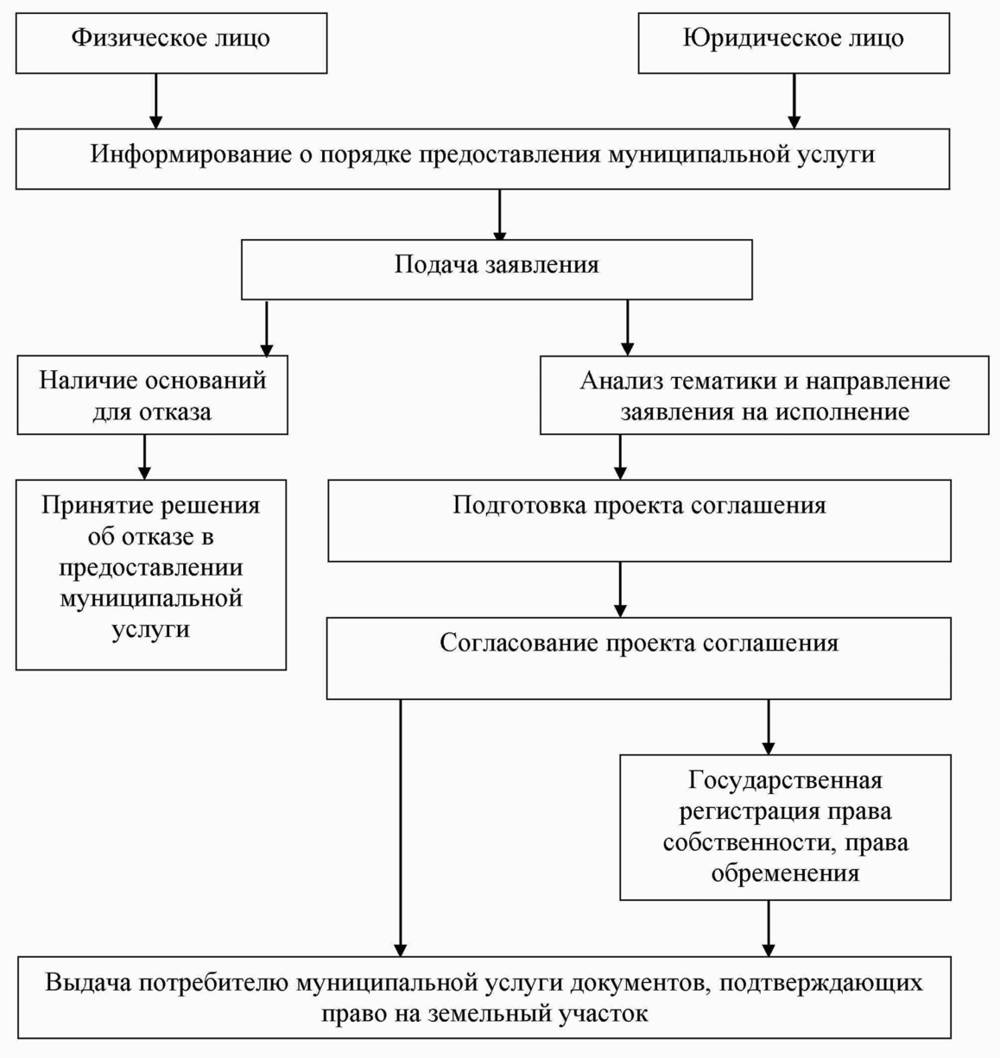 Физическое лицо
Юридическое лицо
Информирование о порядке предоставления муниципальной услуги
Подача заявления
Наличие оснований
для отказа
Анализ тематики и направление
заявления на исполнение
Принятие решения
об отказе в
предоставлении
муниципальной
услуги
Подготовка проекта соглашения
Согласование проекта соглашения
Государственная
регистрация права
собственности, права
обременения
Выдача потребителю муниципальной услуги документов, подтверждающих
право на земельный участок